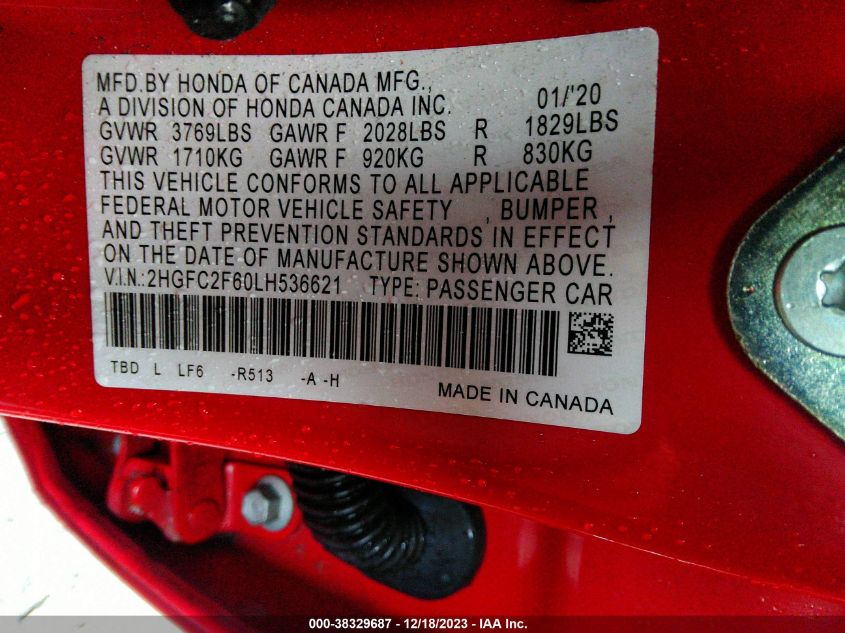 MFD.BY HONDA OF CANADA MFG.,
A DIVISION OF HONDA CANADA INC. 01/'20
GVWR 3769LBS GAWR F 2028LBS R 1829LBS
GVWR 1710KG GAWR F 920KG R 830KG
THIS VEHICLE CONFORMS TO ALL APPLICABLE
FEDERAL MOTOR VEHICLE SAFETY , BUMPER ,
AND THEFT PREVENTION STANDARDS IN EFFECT
ON THE DATE OF MANUFACTURE SHOWN ABOVE.
V.I.N.:2HGFC2F60LH536621 TYPE: PASSENGER CAR
TBD L LF6 -R513 -A -H
MADE IN CANADA
000-38329687 - 12/18/2023 - IAA Inc.